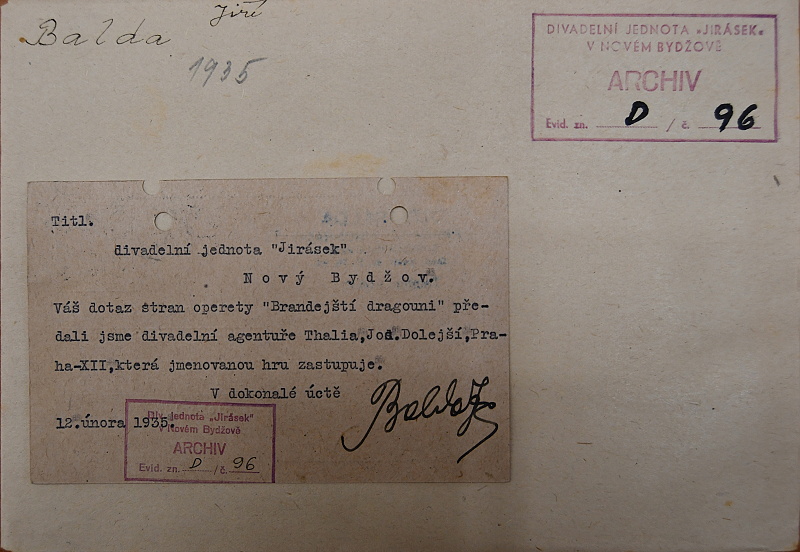 Balda Jiří
1935
DIVADELNÍ JEDNOTA „JIRÁSEK“
V NOVÉM BYDŽOVĚ
ARCHIV
Evid. zn. D / č. 96
Titl.
divadelní jednota "Jirásek"
Nový Bydžov.
Váš dotaz stran operety "Brandejští dragouni" pře-
dali jsme divadelní agentuře Thalia,Jos.Dolejší,Pra-
ha-XII,která jmenovanou hru zastupuje.
V dokonalé úctě
BaldaJ
12.února 1935.
Div. jednota „Jirásek“
v Novém Bydžově
ARCHIV
Evid. zn. D / č. 96